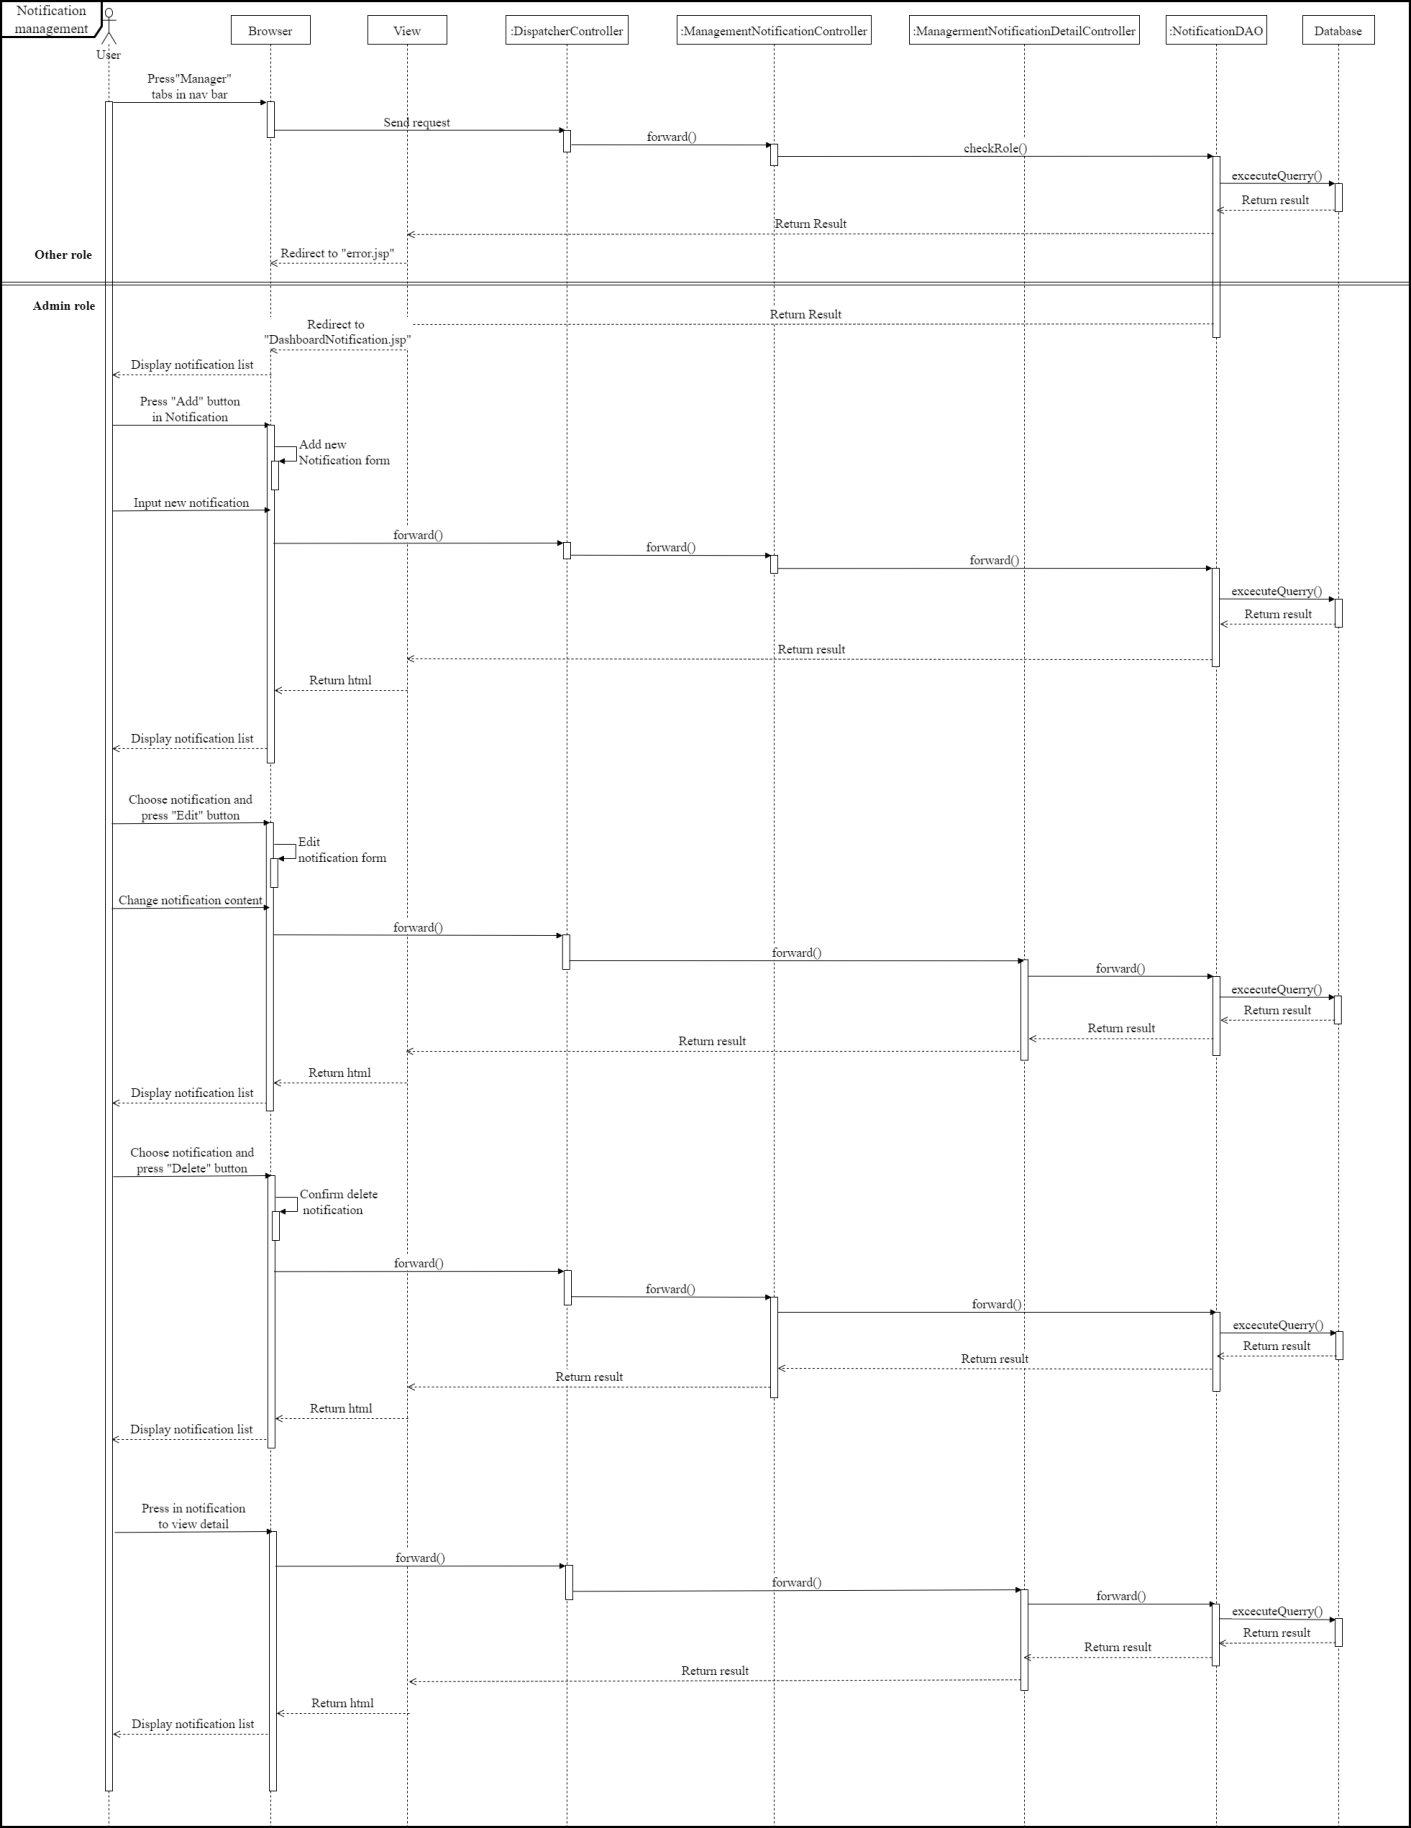 Notification
management
User
Browser
View
:DispatcherController
:ManagementNotificationController
:ManagermentNotificationDetailController
:NotificationDAO
Database
Press"Manager"
tabs in nav bar
Send request
forward()
checkRole()
excecuteQuerry()
Return result
Return Result
Redirect to "error.jsp"
Other role
Admin role
Return Result
Redirect to
"DashboardNotification.jsp"
Display notification list
Press "Add" button
in Notification
Add new
Notification form
Input new notification
forward()
forward()
forward()
excecuteQuerry()
Return result
Return result
Return html
Display notification list
Choose notification and
press "Edit" button
Edit
notification form
Change notification content
forward()
forward()
forward()
excecuteQuerry()
Return result
Return result
Return result
Return html
Display notification list
Choose notification and
press "Delete" button
Confirm delete
notification
forward()
forward()
forward()
excecuteQuerry()
Return result
Return result
Return result
Return html
Display notification list
Press in notification
to view detail
forward()
forward()
forward()
excecuteQuerry()
Return result
Return result
Return result
Return html
Display notification list